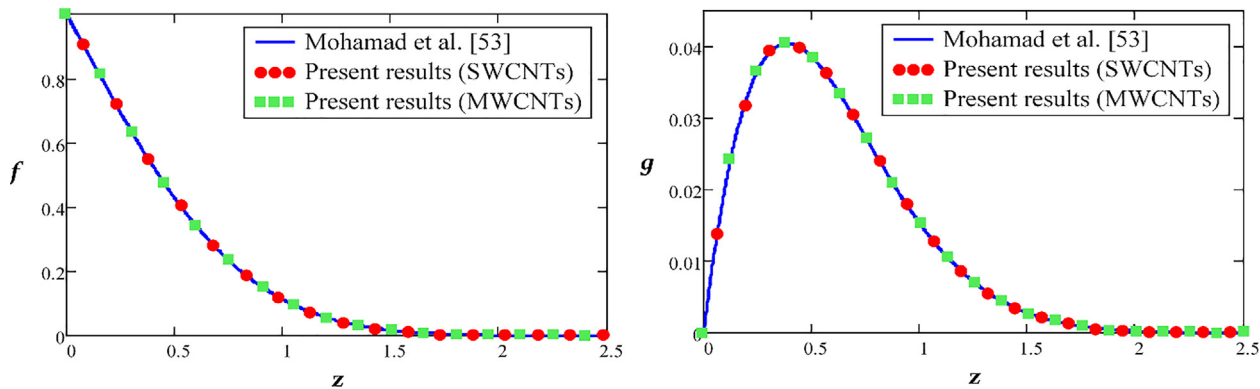 Mohamad et al. [53]
Present results (SWCNTs)
Present results (MWCNTs)
0.8
0.6
0.4
0.2
0
f
0 0.5 1 1.5 2 2.5
z
Mohamad et al. [53]
Present results (SWCNTs)
Present results (MWCNTs)
0.04
0.03
0.02
0.01
0
g
0 0.5 1 1.5 2 2.5
z